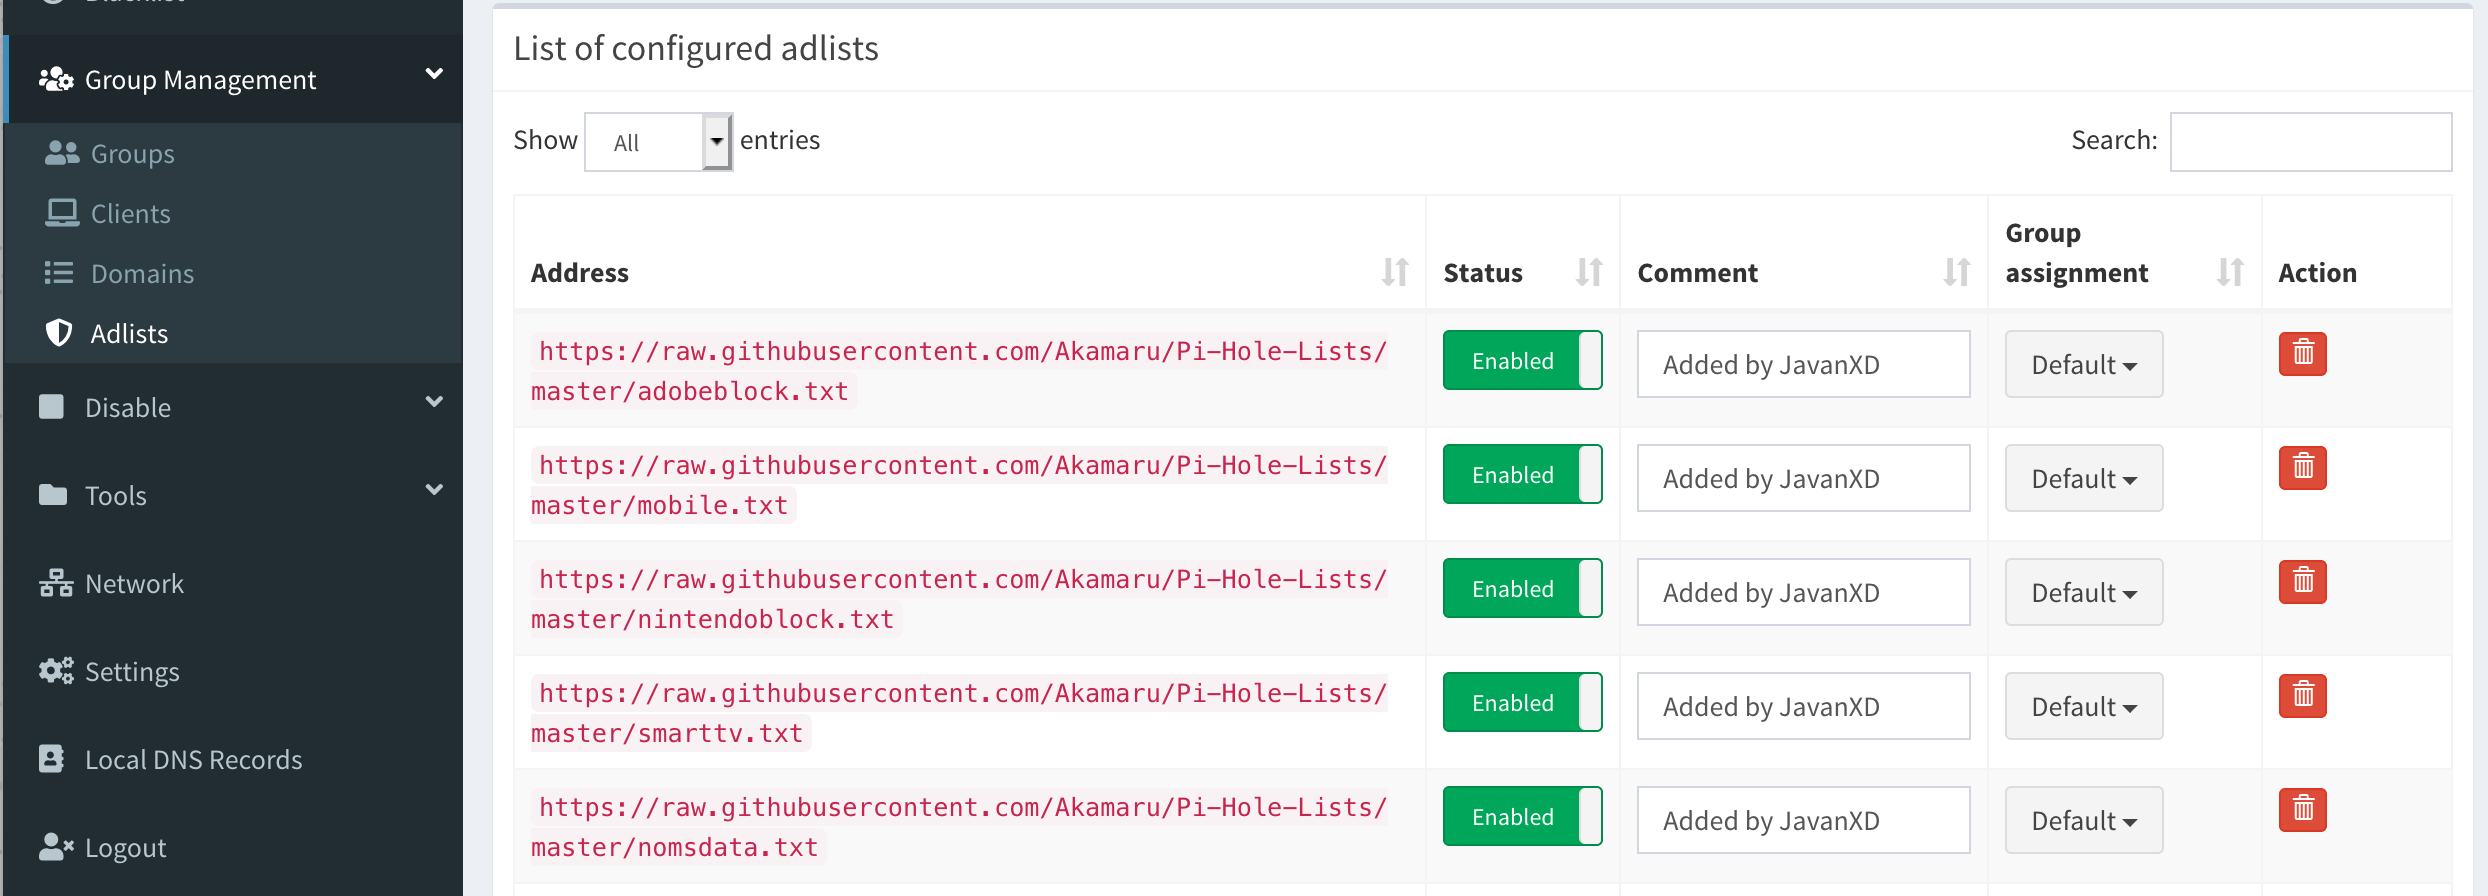 Blacklist
Group Management
Groups
Clients
Domains
Adlists
Disable
Tools
Network
Settings
Local DNS Records
Logout
List of configured adlists
Show All entries
Search:
Address Status Comment Group assignment Action
https://raw.githubusercontent.com/Akamaru/Pi-Hole-Lists/
master/adobeblock.txt
Enabled Added by JavanXD Default
https://raw.githubusercontent.com/Akamaru/Pi-Hole-Lists/
master/mobile.txt
Enabled Added by JavanXD Default
https://raw.githubusercontent.com/Akamaru/Pi-Hole-Lists/
master/nintendoblock.txt
Enabled Added by JavanXD Default
https://raw.githubusercontent.com/Akamaru/Pi-Hole-Lists/
master/smarttv.txt
Enabled Added by JavanXD Default
https://raw.githubusercontent.com/Akamaru/Pi-Hole-Lists/
master/nomsdata.txt
Enabled Added by JavanXD Default